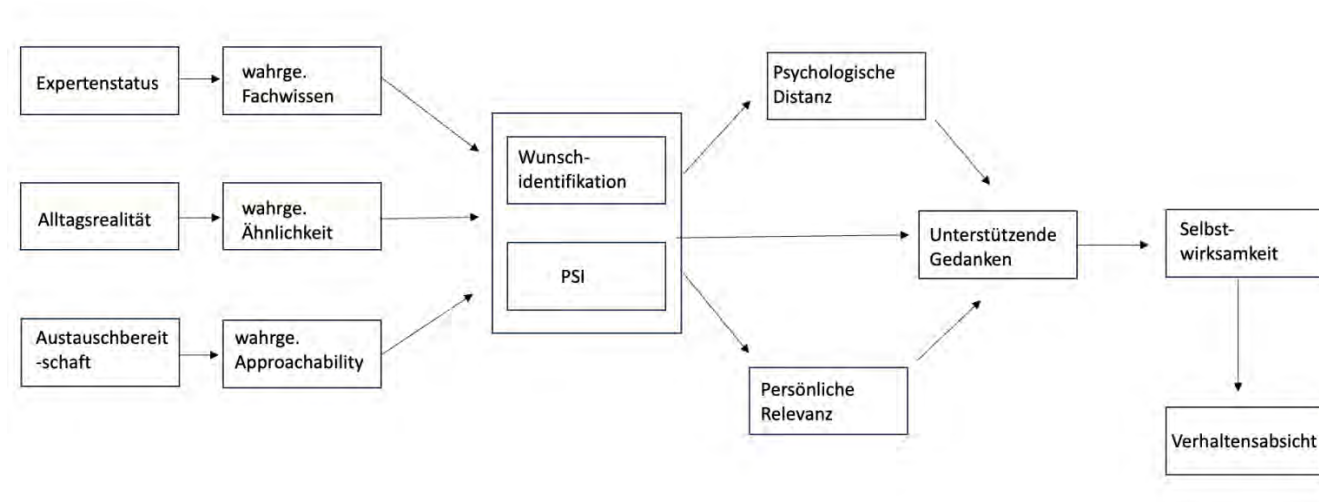 Expertenstatus
wahrge.
Fachwissen
Alltagsrealität
wahrge.
Ähnlichkeit
Austauschbereit
-schaft
wahrge.
Approachability
Wunsch-
identifikation
PSI
Psychologische
Distanz
Persönliche
Relevanz
Unterstützende
Gedanken
Selbst-
wirksamkeit
Verhaltensabsicht